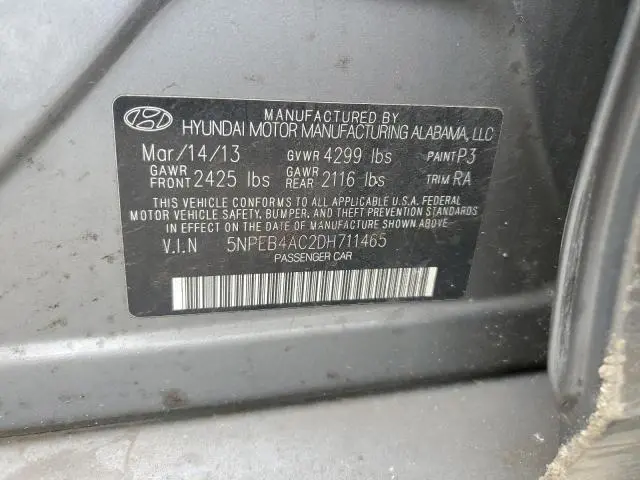 MANUFACTURED BY
HYUNDAI MOTOR MANUFACTURING ALABAMA, LLC
Mar/14/13 GVWR 4299 lbs PAINT P3
GAWR FRONT 2425 lbs GAWR REAR 2116 lbs TRIM RA
THIS VEHICLE CONFORMS TO ALL APPLICABLE U.S.A. FEDERAL
MOTOR VEHICLE SAFETY, BUMPER, AND THEFT PREVENTION STANDARDS
IN EFFECT ON THE DATE OF MANUFACTURE SHOWN ABOVE.
V.I.N 5NPEB4AC2DH711465
PASSENGER CAR